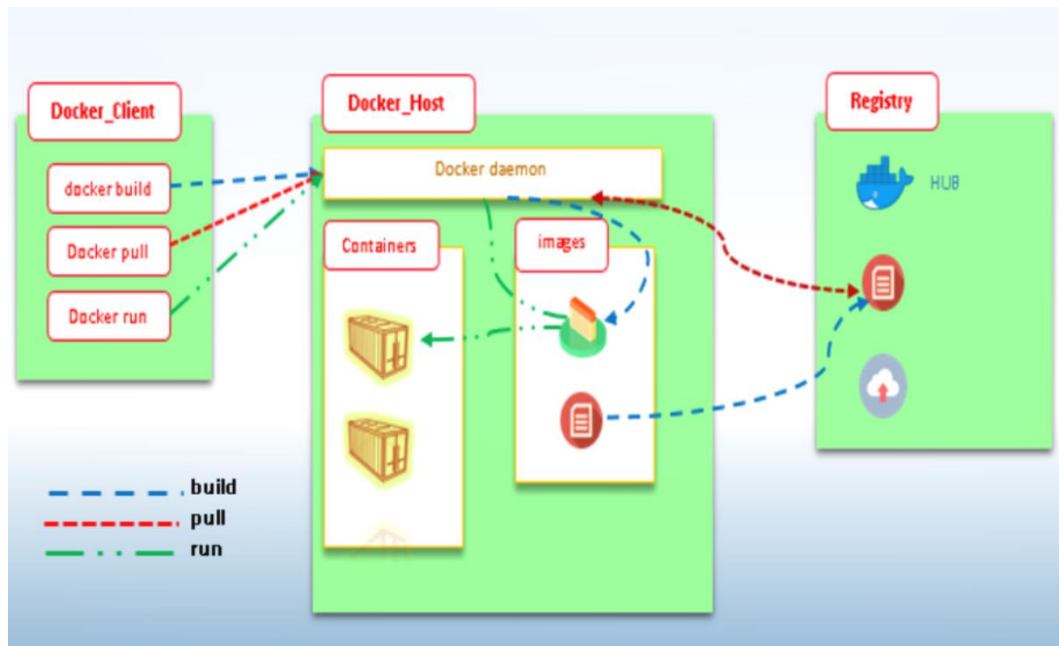 Docker_Client
docker build
Docker pull
Docker run
Docker_Host
Docker daemon
Containers
images
Registry
HUB
build
pull
run